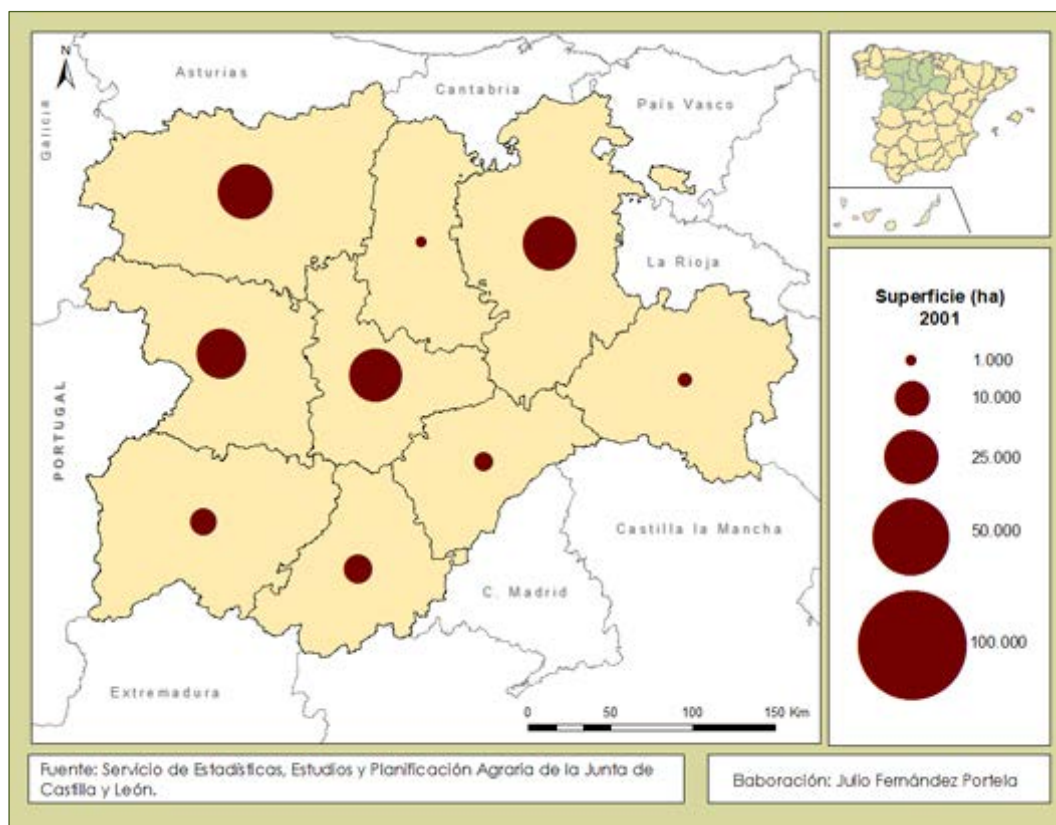 N
Asturias
Cantabria
País Vasco
Galicia
La Rioja
PORTUGAL
Castilla la Mancha
C. Madrid
Extremadura
0 50 100 150 Km
Superficie (ha)
2001
1.000
10.000
25.000
50.000
100.000
Fuente: Servicio de Estadísticas, Estudios y Planificación Agraria de la Junta de
Castilla y León.
Elaboración: Julio Fernández Portela